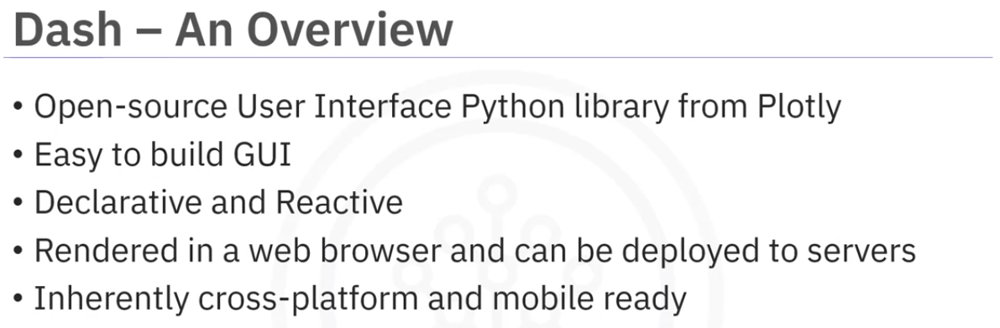 Dash – An Overview
• Open-source User Interface Python library from Plotly
• Easy to build GUI
• Declarative and Reactive
• Rendered in a web browser and can be deployed to servers
• Inherently cross-platform and mobile ready